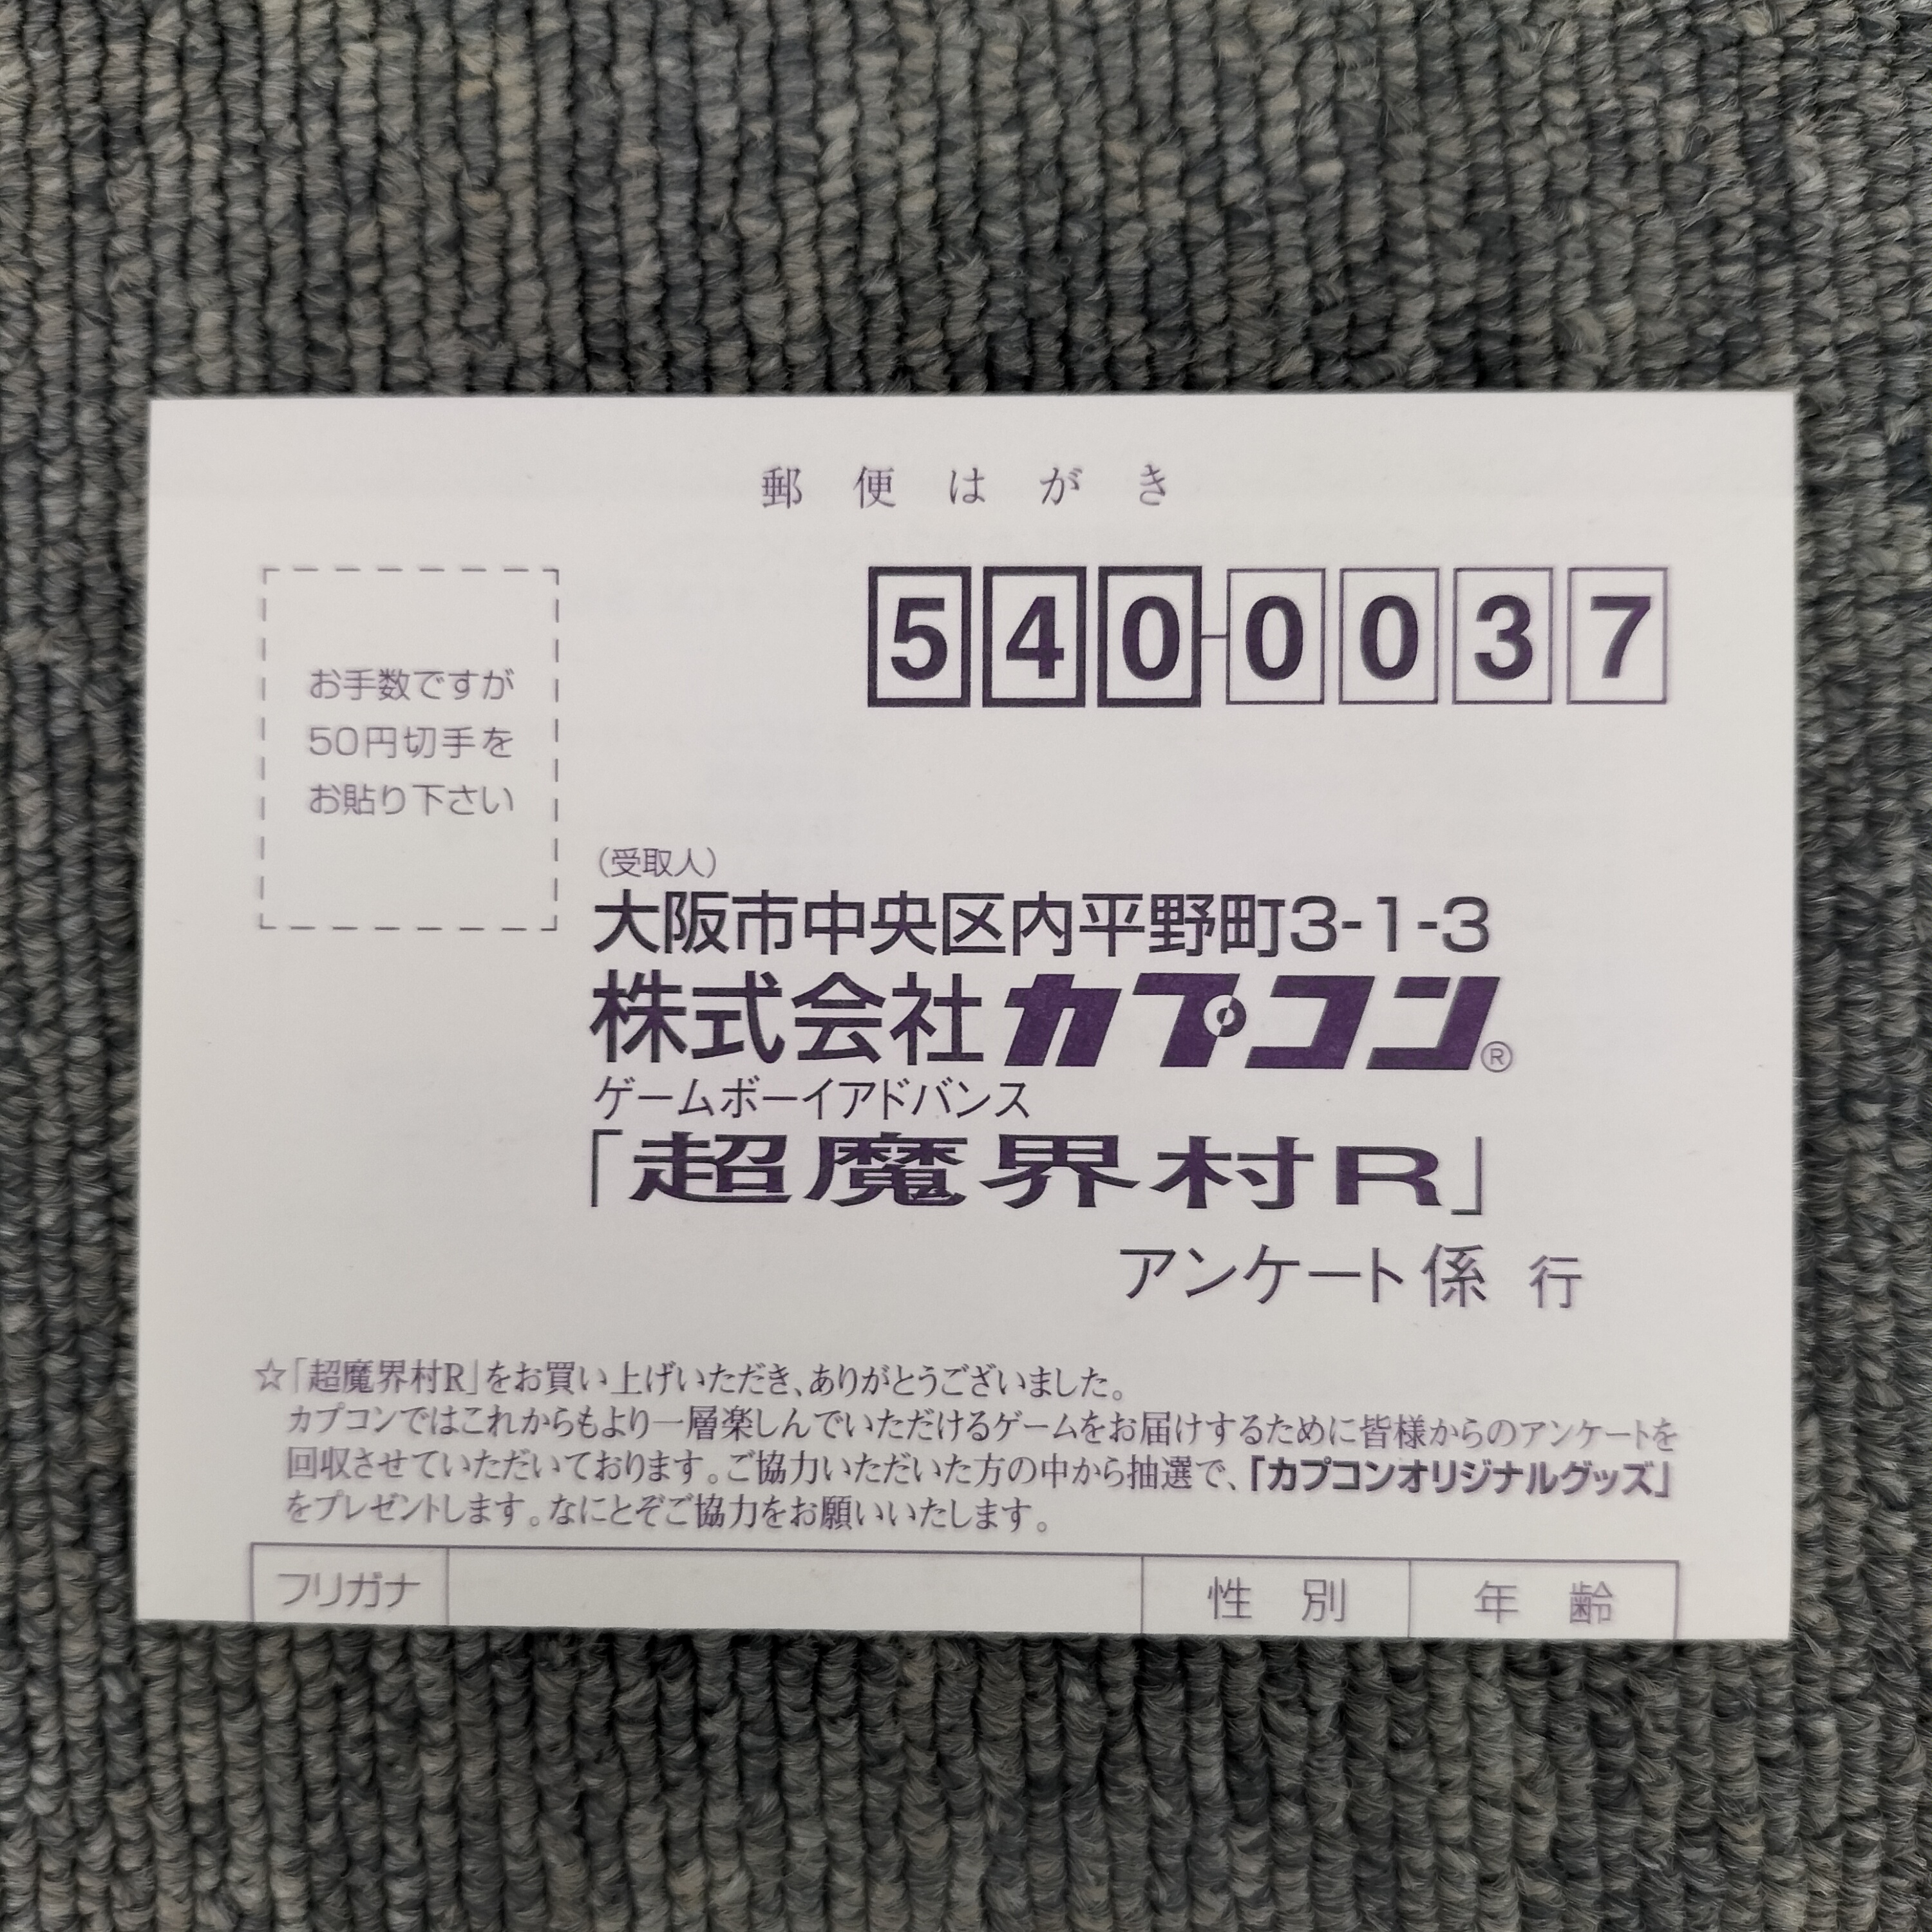 郵便はがき
お手数ですが
50円切手を
お貼り下さい
540-0037
(受取人)
大阪市中央区内平野町3-1-3
株式会社カプコン®
ゲームボーイアドバンス
「超魔界村R」
アンケート係 行
☆「超魔界村R」をお買い上げいただき、ありがとうございました。
カプコンではこれからもより一層楽しんでいただけるゲームをお届けするために皆様からのアンケートを
回収させていただいております。ご協力いただいた方の中から抽選で、「カプコンオリジナルグッズ」
をプレゼントします。なにとぞご協力をお願いいたします。
フリガナ 性別 年齢